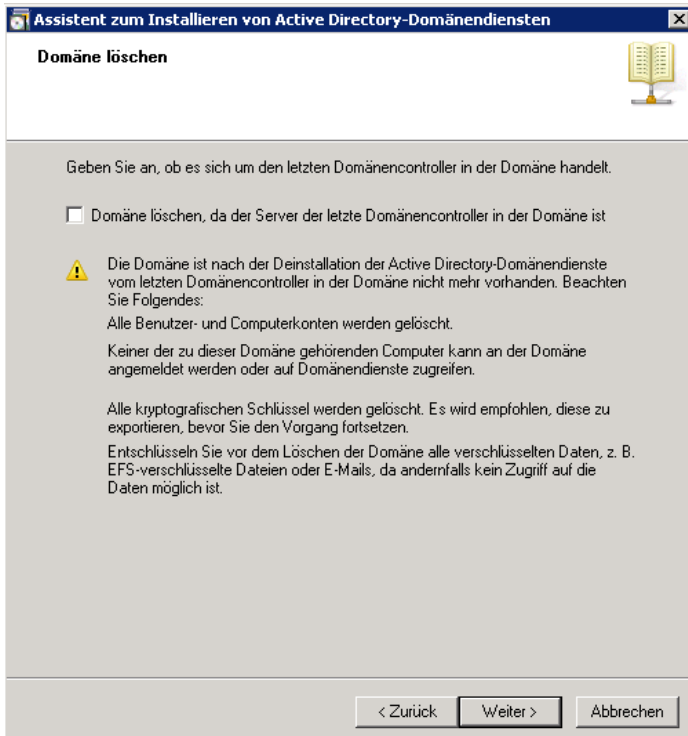 Assistent zum Installieren von Active Directory-Domänendiensten
Domäne löschen
Geben Sie an, ob es sich um den letzten Domänencontroller in der Domäne handelt.
Domäne löschen, da der Server der letzte Domänencontroller in der Domäne ist
Die Domäne ist nach der Deinstallation der Active Directory-Domänendienste
vom letzten Domänencontroller in der Domäne nicht mehr vorhanden. Beachten
Sie Folgendes:
Alle Benutzer- und Computerkonten werden gelöscht.
Keiner der zu dieser Domäne gehörenden Computer kann an der Domäne
angemeldet werden oder auf Domänendienste zugreifen.
Alle kryptografischen Schlüssel werden gelöscht. Es wird empfohlen, diese zu
exportieren, bevor Sie den Vorgang fortsetzen.
Entschlüsseln Sie vor dem Löschen der Domäne alle verschlüsselten Daten, z. B.
EFS-verschlüsselte Dateien oder E-Mails, da andernfalls kein Zugriff auf die
Daten möglich ist.
< Zurück Weiter > Abbrechen